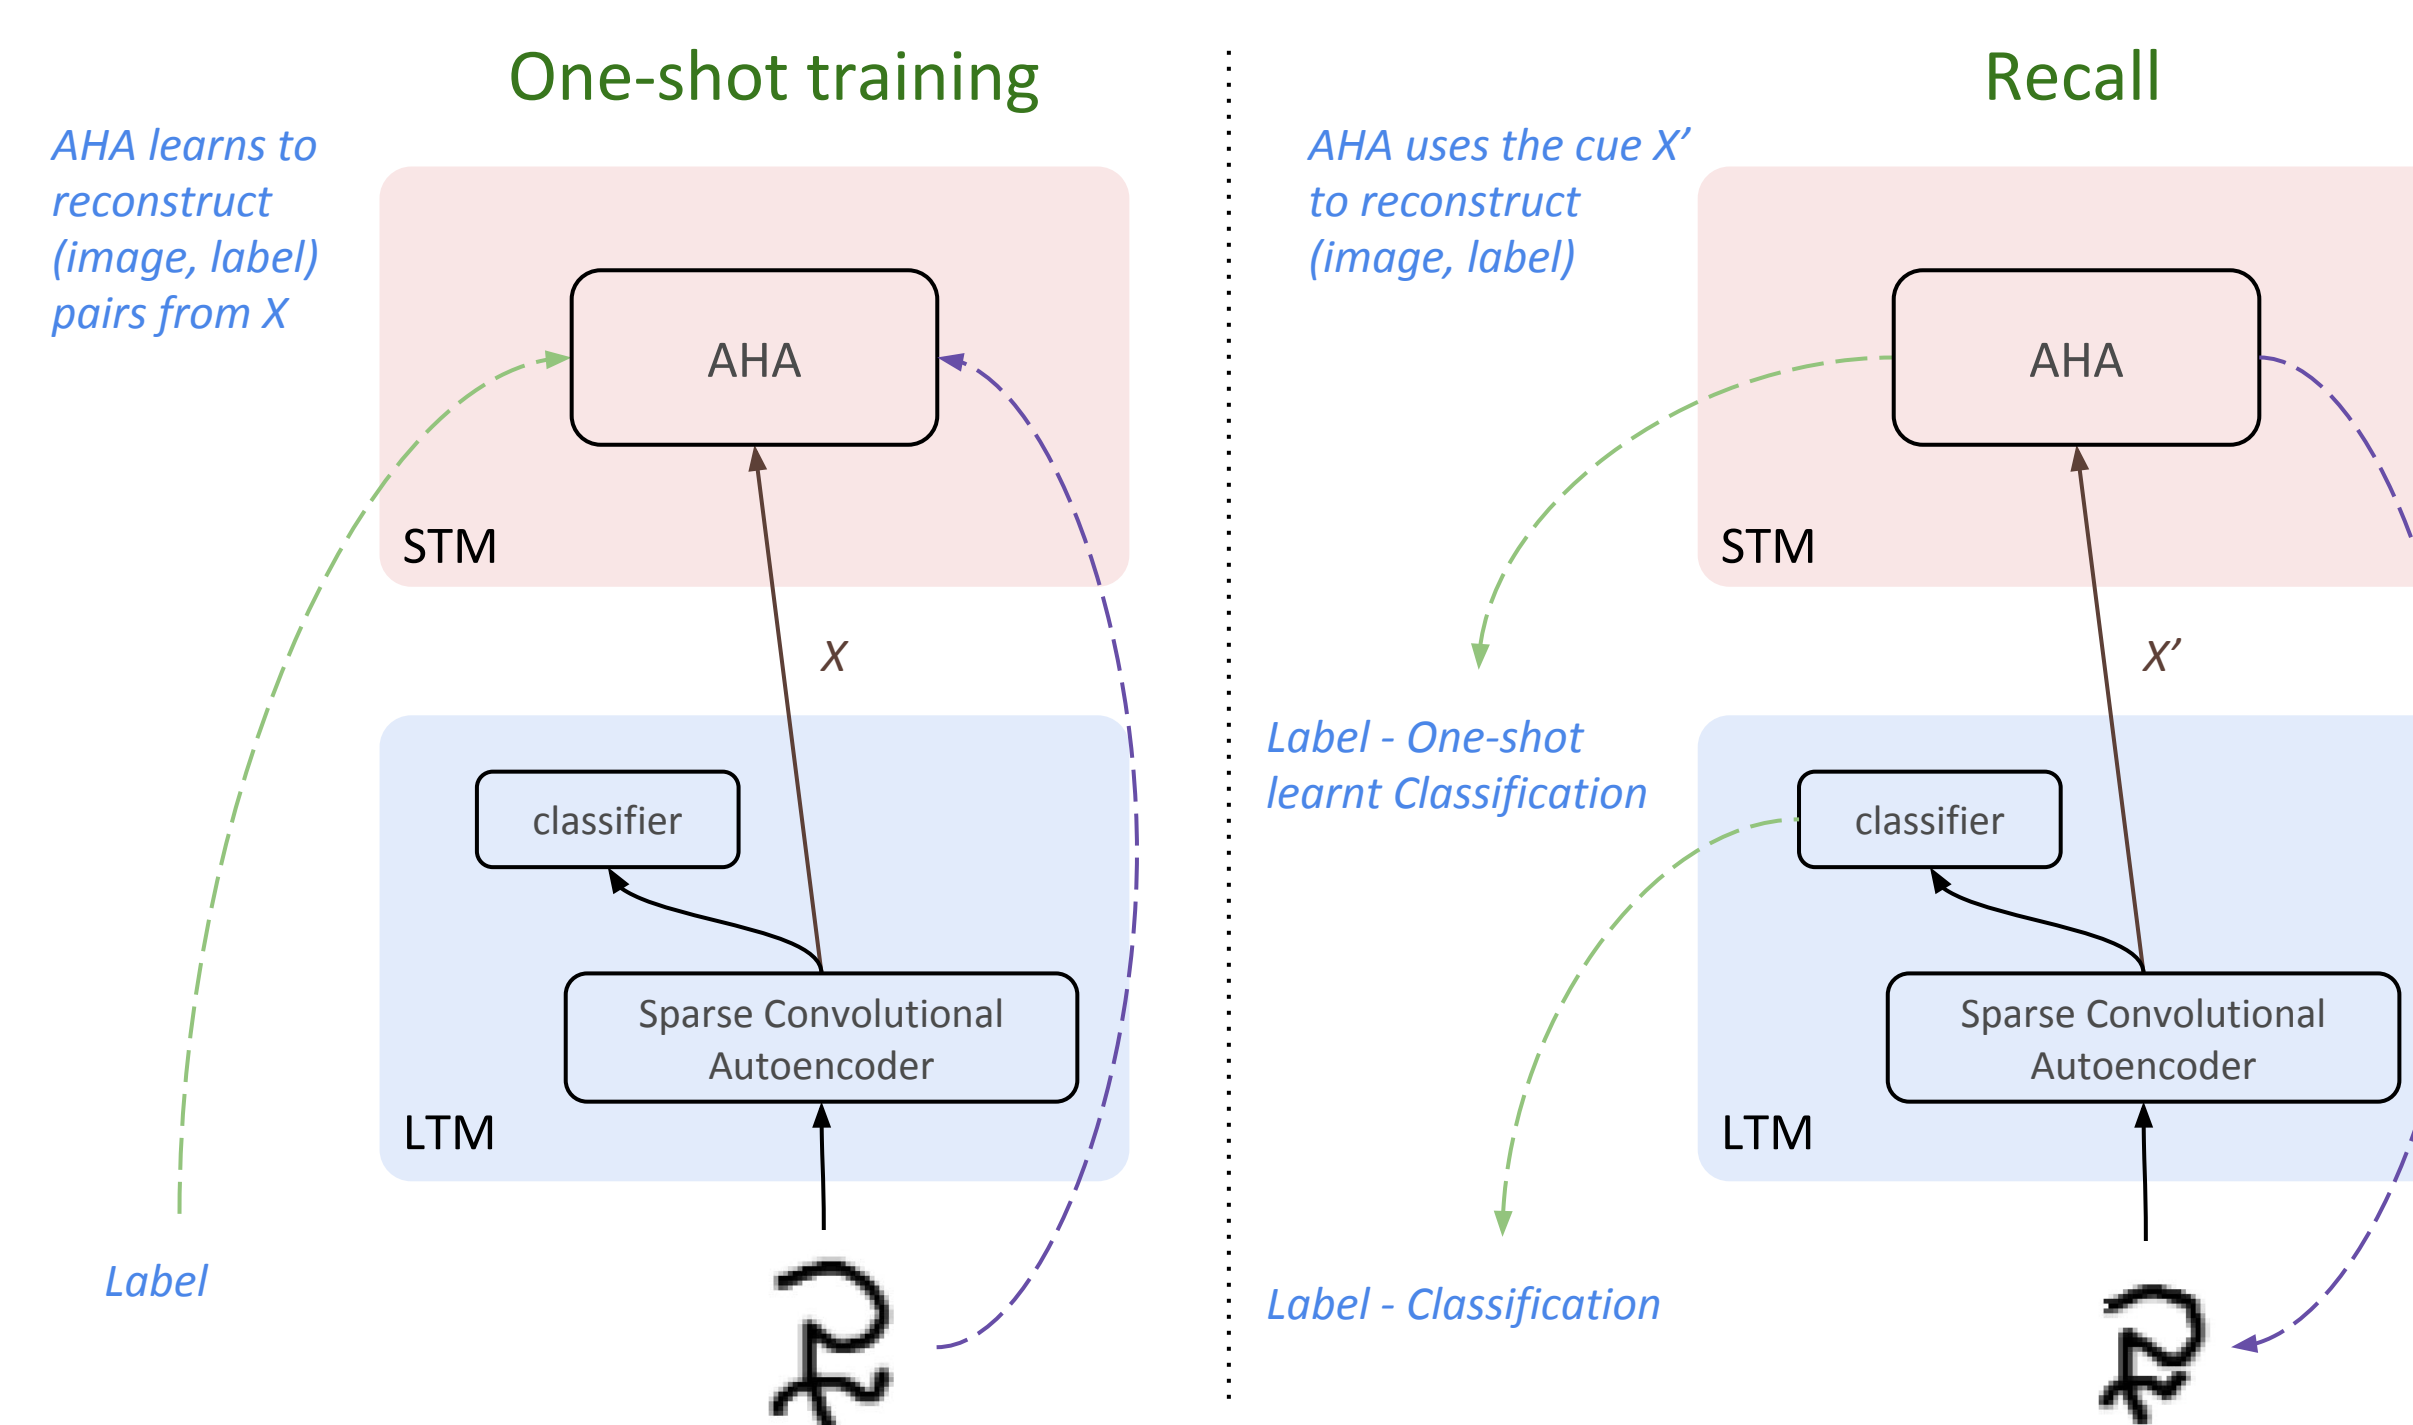 One-shot training
AHA learns to
reconstruct
(image, label)
pairs from X
AHA
STM
X
classifier
Sparse Convolutional
Autoencoder
LTM
Label
Recall
AHA uses the cue X’
to reconstruct
(image, label)
AHA
STM
X’
Label - One-shot
learnt Classification
classifier
Sparse Convolutional
Autoencoder
LTM
Label - Classification